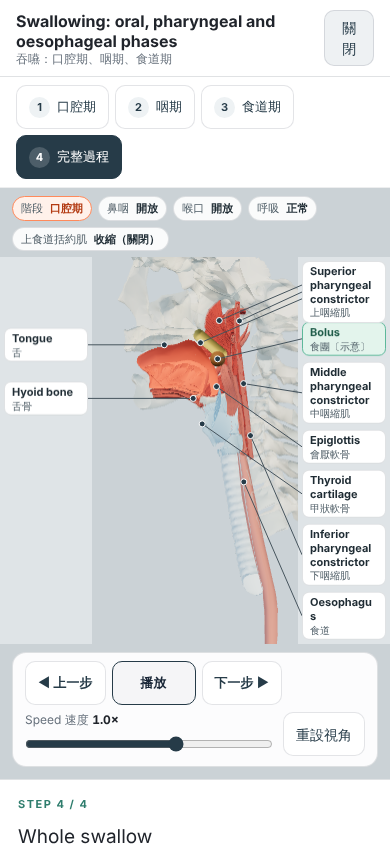 Swallowing: oral, pharyngeal and
oesophageal phases
吞嚥：口腔期、咽期、食道期
關
閉
1 口腔期
2 咽期
3 食道期
4 完整過程
階段 口腔期
鼻咽 開放
喉口 開放
呼吸 正常
上食道括約肌 收縮（關閉）
Tongue
舌
Hyoid bone
舌骨
Superior
pharyngeal
constrictor
上咽縮肌
Bolus
食團〔示意〕
Middle
pharyngeal
constrictor
中咽縮肌
Epiglottis
會厭軟骨
Thyroid
cartilage
甲狀軟骨
Inferior
pharyngeal
constrictor
下咽縮肌
Oesophagu
s
食道
◀ 上一步
播放
下一步 ▶
Speed 速度 1.0×
重設視角
STEP 4 / 4
Whole swallow